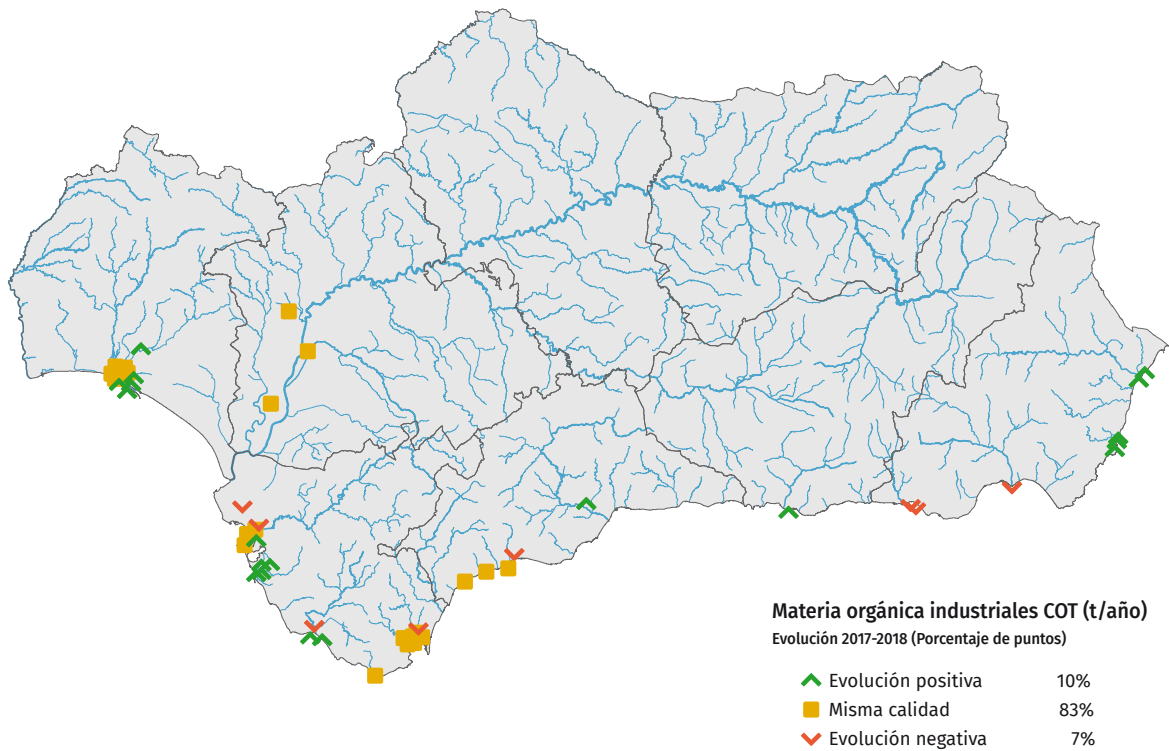 Materia orgánica industriales COT (t/año)
Evolución 2017-2018 (Porcentaje de puntos)
Evolución positiva 10%
Misma calidad 83%
Evolución negativa 7%